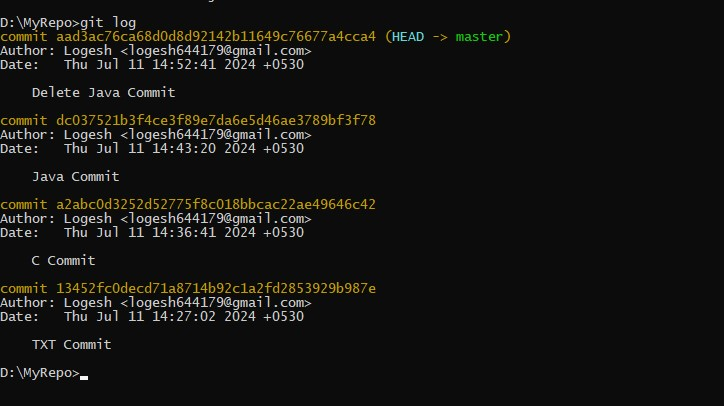 D:\MyRepo>git log
commit aad3ac76ca68d0d8d92142b11649c76677a4cca4 (HEAD -> master)
Author: Logesh <logesh644179@gmail.com>
Date:   Thu Jul 11 14:52:41 2024 +0530
Delete Java Commit
commit dc037521b3f4ce3f89e7da6e5d46ae3789bf3f78
Author: Logesh <logesh644179@gmail.com>
Date:   Thu Jul 11 14:43:20 2024 +0530
Java Commit
commit a2abc0d3252d52775f8c018bbcac22ae49646c42
Author: Logesh <logesh644179@gmail.com>
Date:   Thu Jul 11 14:36:41 2024 +0530
C Commit
commit 13452fc0decd71a8714b92c1a2fd2853929b987e
Author: Logesh <logesh644179@gmail.com>
Date:   Thu Jul 11 14:27:02 2024 +0530
TXT Commit
D:\MyRepo>